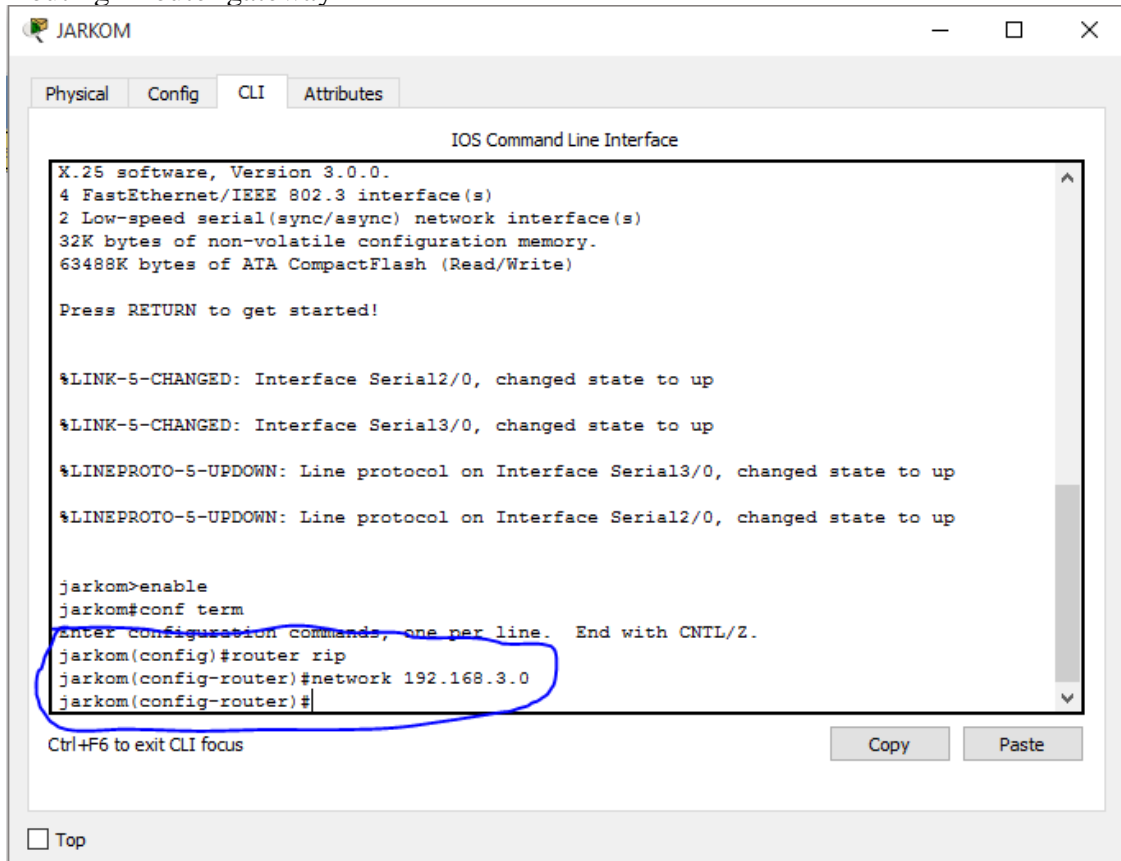 JARKOM
Physical Config CLI Attributes
IOS Command Line Interface
X.25 software, Version 3.0.0.
4 FastEthernet/IEEE 802.3 interface(s)
2 Low-speed serial(sync/async) network interface(s)
32K bytes of non-volatile configuration memory.
63488K bytes of ATA CompactFlash (Read/Write)
Press RETURN to get started!
%LINK-5-CHANGED: Interface Serial2/0, changed state to up
%LINK-5-CHANGED: Interface Serial3/0, changed state to up
%LINEPROTO-5-UPDOWN: Line protocol on Interface Serial3/0, changed state to up
%LINEPROTO-5-UPDOWN: Line protocol on Interface Serial2/0, changed state to up
jarkom>enable
jarkom#conf term
Enter configuration commands, one per line. End with CNTL/Z.
jarkom(config)#router rip
jarkom(config-router)#network 192.168.3.0
jarkom(config-router)#
Ctrl+F6 to exit CLI focus
Copy Paste
Top